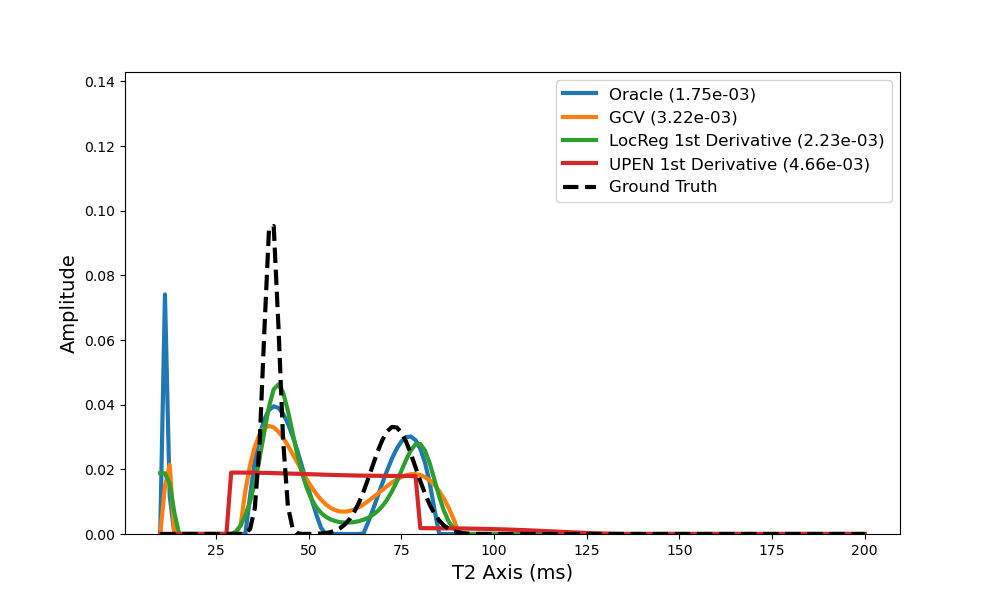 0.14
0.12
0.10
0.08
0.06
0.04
0.02
0.00
Amplitude
25
50
75
100
125
150
175
200
T2 Axis (ms)
Oracle (1.75e-03)
GCV (3.22e-03)
LocReg 1st Derivative (2.23e-03)
UPEN 1st Derivative (4.66e-03)
Ground Truth